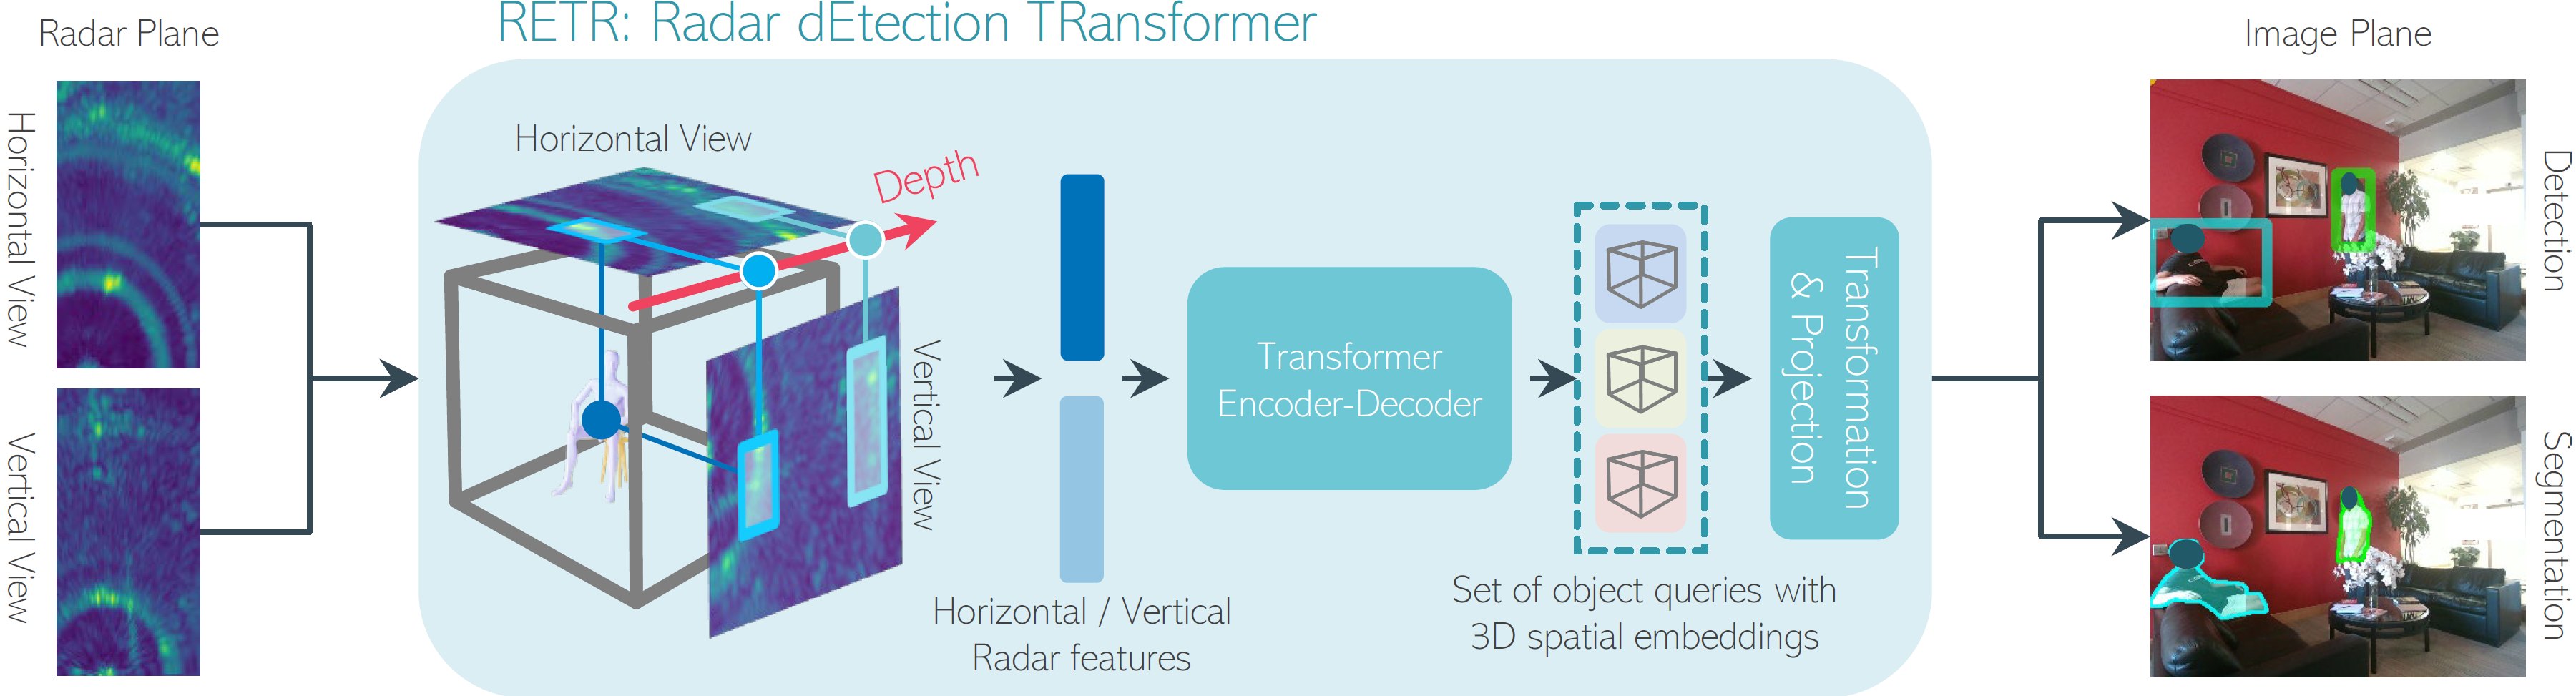 RETR: Radar dEtection TRansformer
Radar Plane
Horizontal View
Vertical View
Horizontal View
Depth
Vertical View
Horizontal / Vertical
Radar features
Transformer
Encoder-Decoder
Set of object queries with
3D spatial embeddings
Transformation
& Projection
Image Plane
Detection
Segmentation